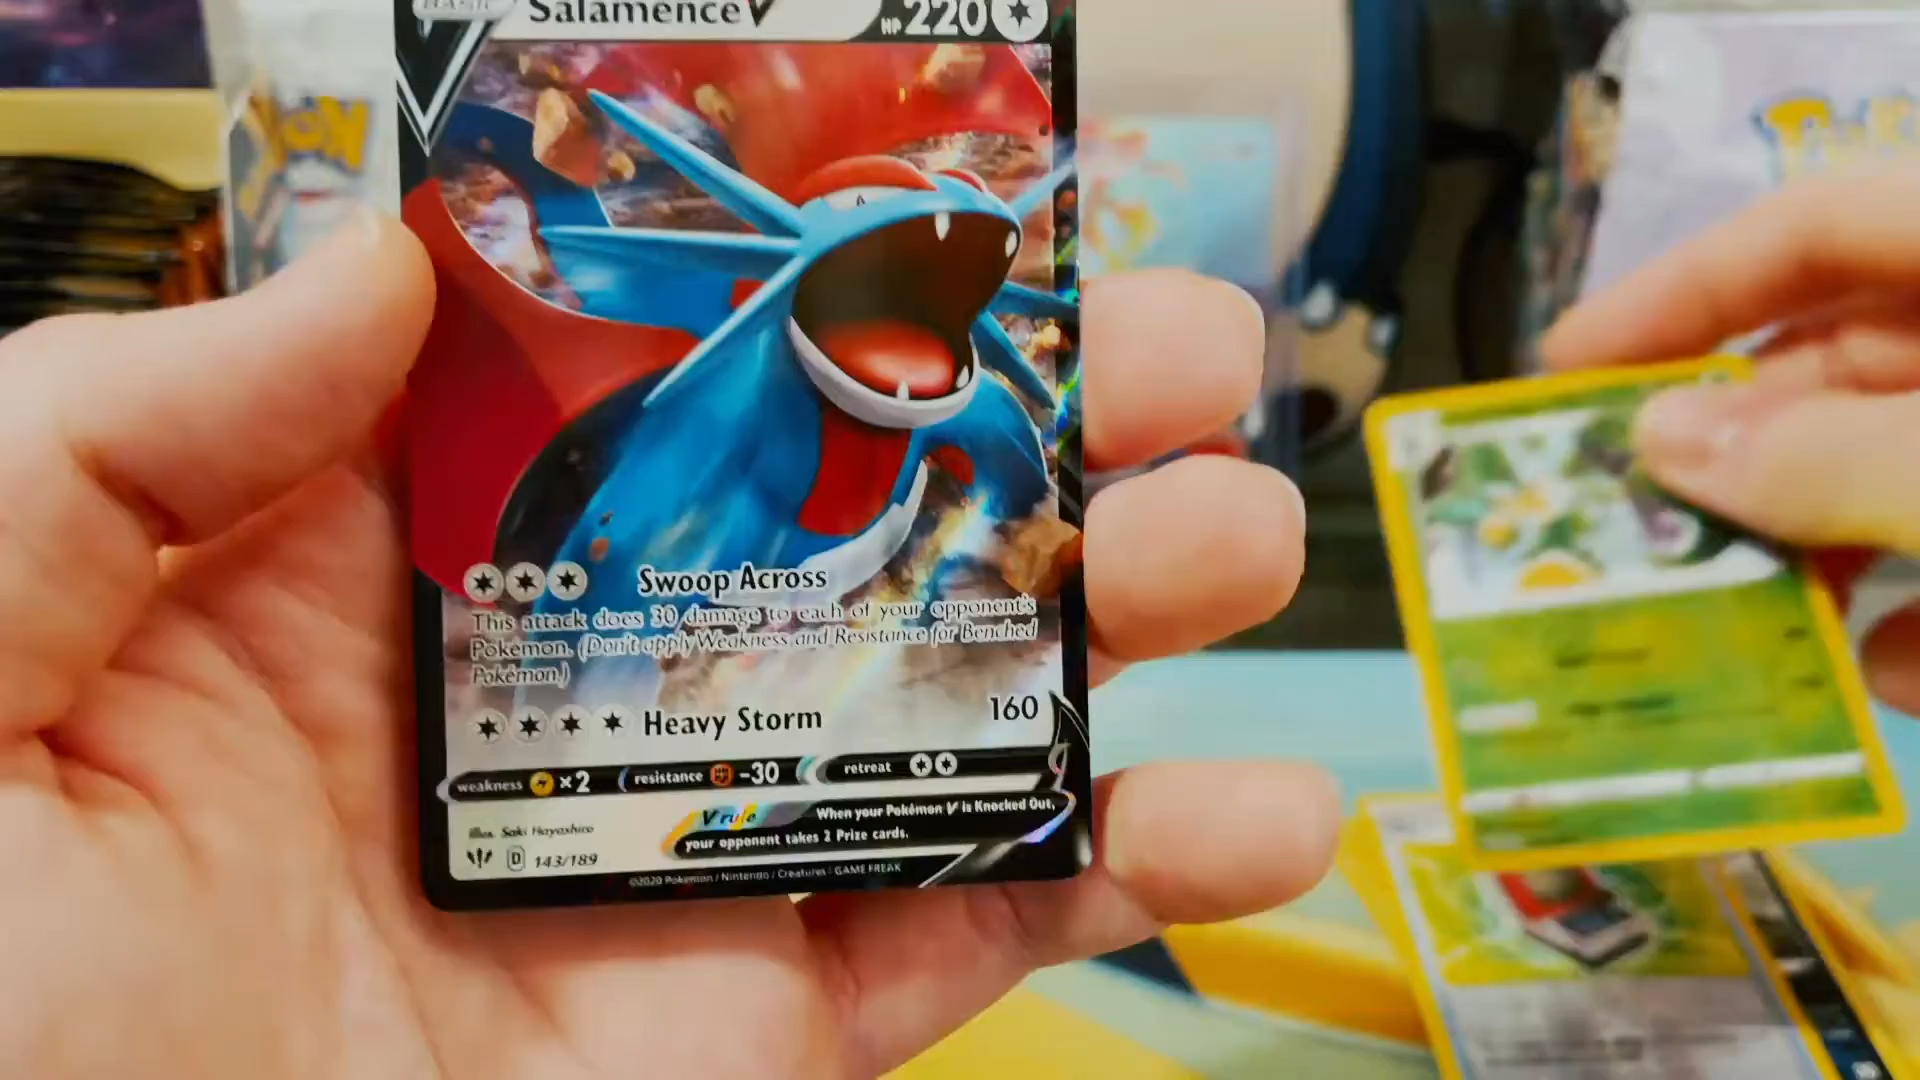 BASIC
Salamence V HP 220
Swoop Across
This attack does 30 damage to each of your opponent's
Pokémon. (Don't apply Weakness and Resistance for Benched
Pokémon.)
Heavy Storm 160
weakness ×2 resistance -30 retreat
V rule When your Pokémon V is Knocked Out,
your opponent takes 2 Prize cards.
illus. Saki Hayashiro
D 143/189
©2020 Pokémon / Nintendo / Creatures / GAME FREAK